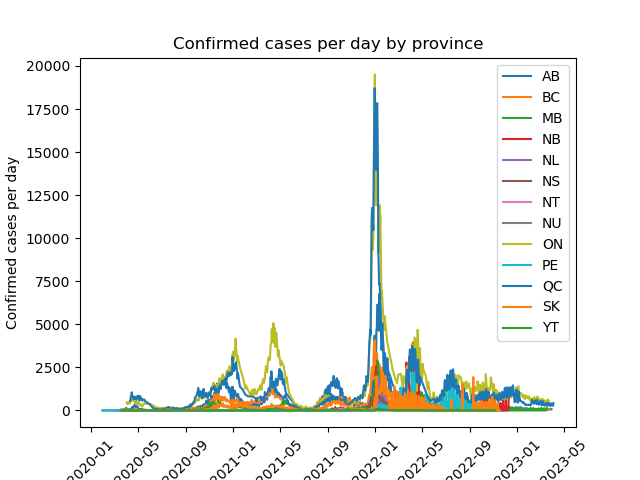 Confirmed cases per day by province
Confirmed cases per day
20000
17500
15000
12500
10000
7500
5000
2500
0
AB
BC
MB
NB
NL
NS
NT
NU
ON
PE
QC
SK
YT
2020-01
2020-05
2020-09
2021-01
2021-05
2021-09
2022-01
2022-05
2022-09
2023-01
2023-05